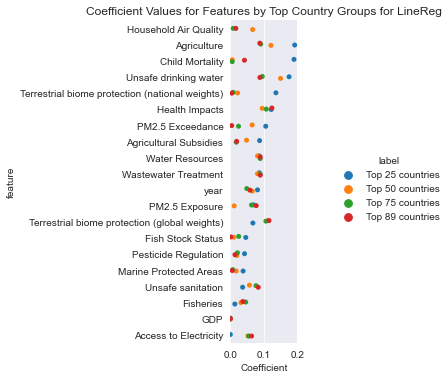 Coefficient Values for Features by Top Country Groups for LineReg
Household Air Quality
Agriculture
Child Mortality
Unsafe drinking water
Terrestrial biome protection (national weights)
Health Impacts
PM2.5 Exceedance
Agricultural Subsidies
Water Resources
Wastewater Treatment
year
PM2.5 Exposure
Terrestrial biome protection (global weights)
Fish Stock Status
Pesticide Regulation
Marine Protected Areas
Unsafe sanitation
Fisheries
GDP
Access to Electricity
feature
0.0 0.1 0.2
Coefficient
label
Top 25 countries
Top 50 countries
Top 75 countries
Top 89 countries